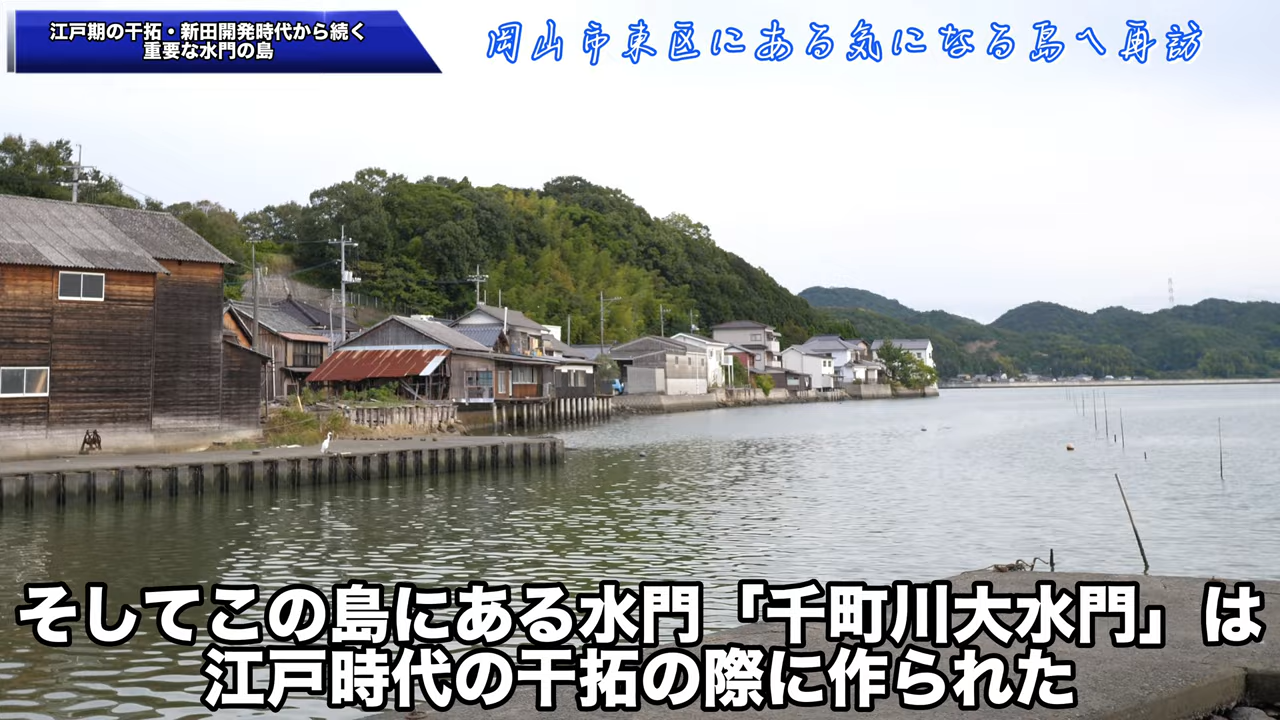 江戸期の干拓・新田開発時代から続く
重要な水門の島
岡山市東区にある気になる島へ再訪
そしてこの島にある水門「千町川大水門」は
江戸時代の干拓の際に作られた